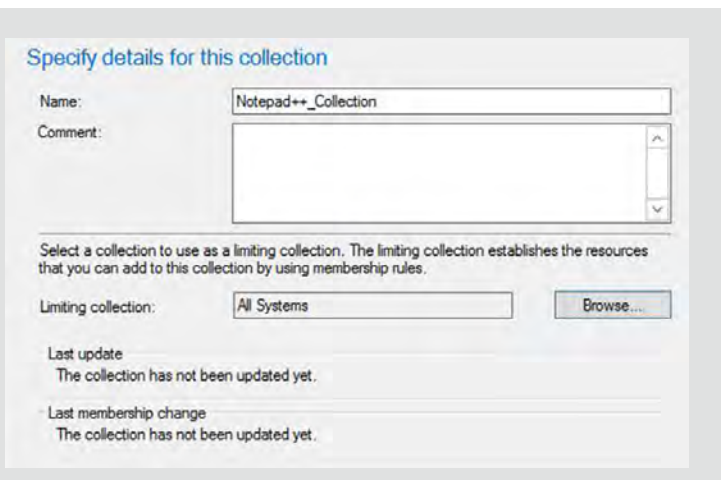 Specify details for this collection
Name: Notepad++_Collection
Comment:
Select a collection to use as a limiting collection. The limiting collection establishes the resources
that you can add to this collection by using membership rules.
Limiting collection: All Systems Browse...
Last update
The collection has not been updated yet.
Last membership change
The collection has not been updated yet.